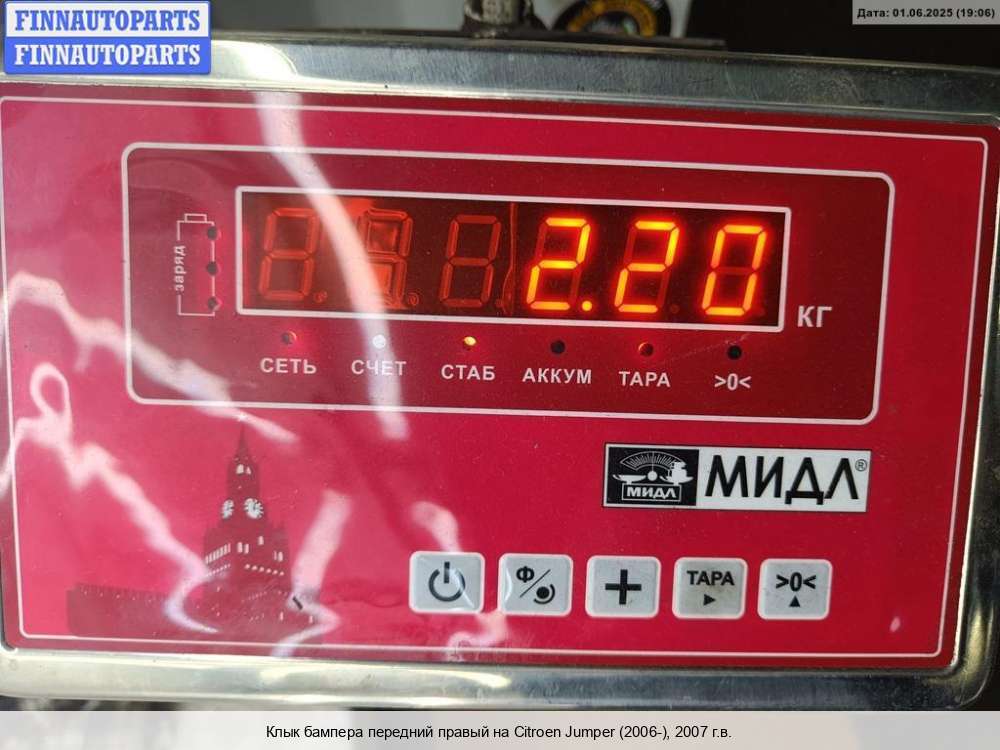 FINNAUTOPARTS
FINNAUTOPARTS
Дата: 01.06.2025 (19:06)
заряд
2.20
КГ
СЕТЬ СЧЕТ СТАБ АККУМ ТАРА >0<
МИДЛ МИДЛ®
Ф ТАРА >0<
Клык бампера передний правый на Citroen Jumper (2006-), 2007 г.в.